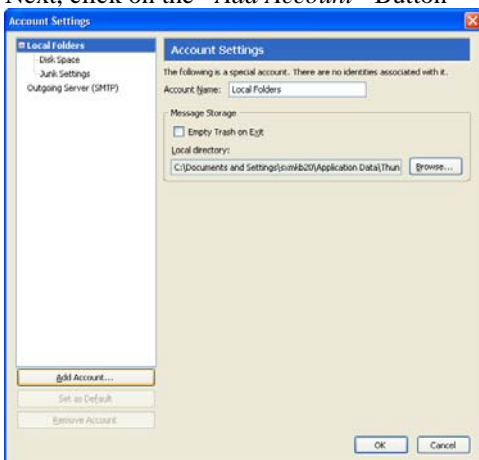 Next, click on the "Add Account" Button
Account Settings
Local Folders
Disk Space
Junk Settings
Outgoing Server (SMTP)
Account Settings
The following is a special account. There are no identities associated with it.
Account Name: Local Folders
Message Storage
Empty Trash on Exit
Local directory:
C:\Documents and Settings\ Application Data\Thun Browse...
Add Account...
Set as Default
Remove Account
OK Cancel